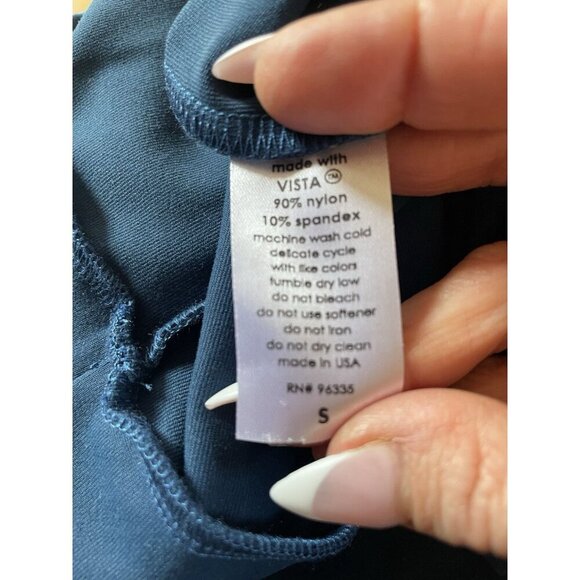 made with
VISTA™
90% nylon
10% spandex
machine wash cold
delicate cycle
with like colors
tumble dry low
do not bleach
do not use softener
do not iron
do not dry clean
made in USA
RN# 96335
S